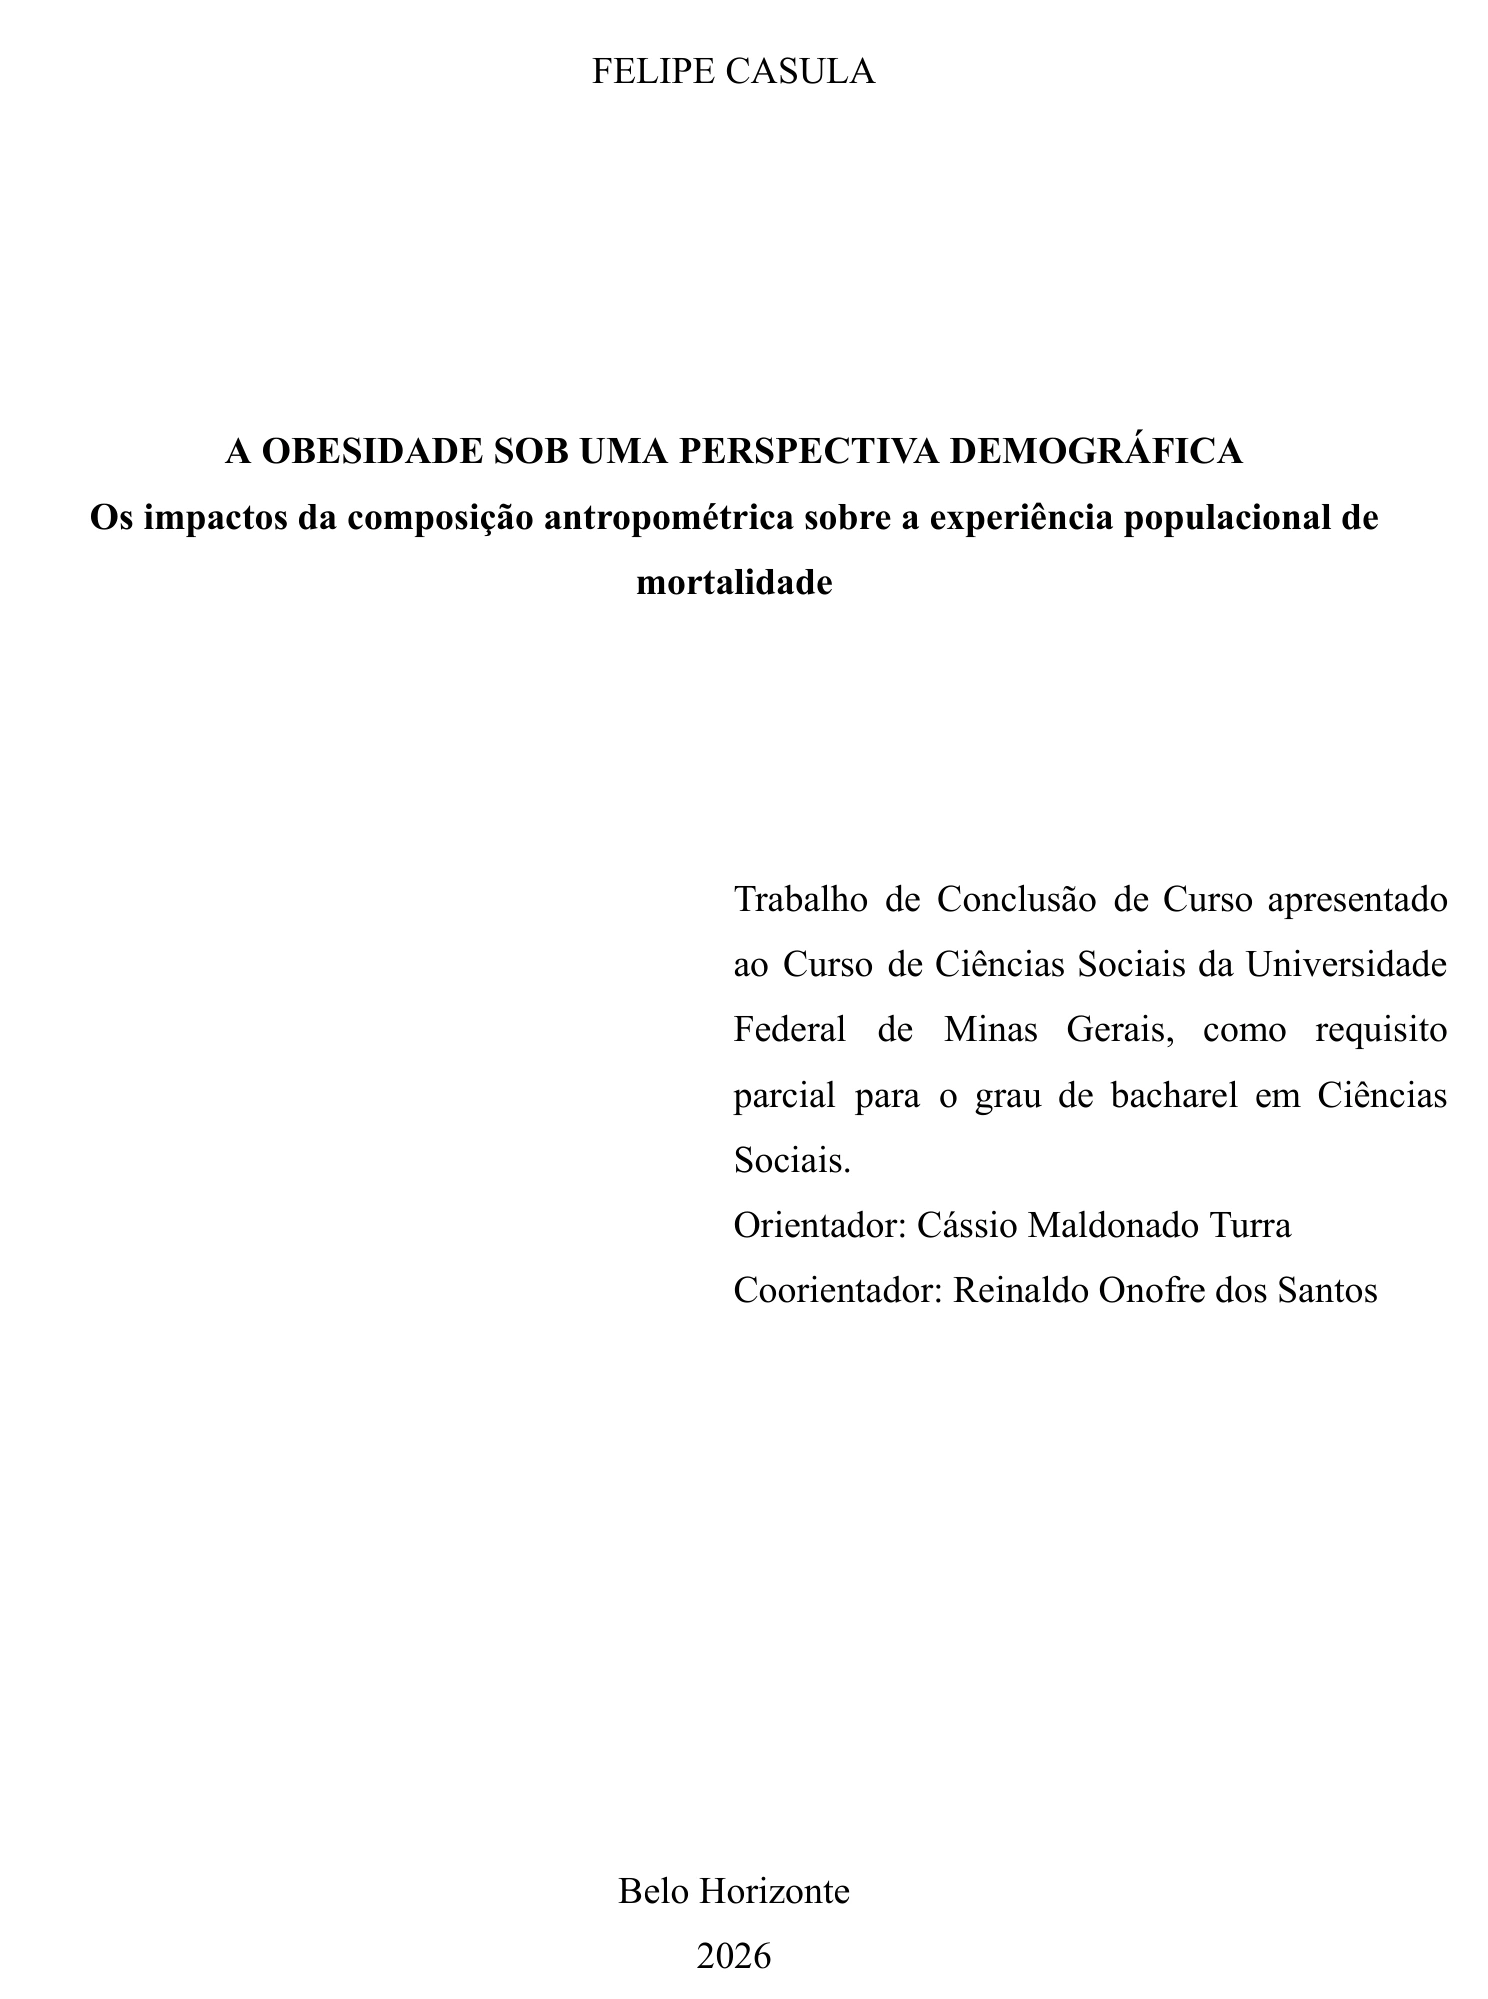 FELIPE CASULA
A OBESIDADE SOB UMA PERSPECTIVA DEMOGRÁFICA
Os impactos da composição antropométrica sobre a experiência populacional de
mortalidade
Trabalho de Conclusão de Curso apresentado
ao Curso de Ciências Sociais da Universidade
Federal de Minas Gerais, como requisito
parcial para o grau de bacharel em Ciências
Sociais.
Orientador: Cássio Maldonado Turra
Coorientador: Reinaldo Onofre dos Santos
Belo Horizonte
2026